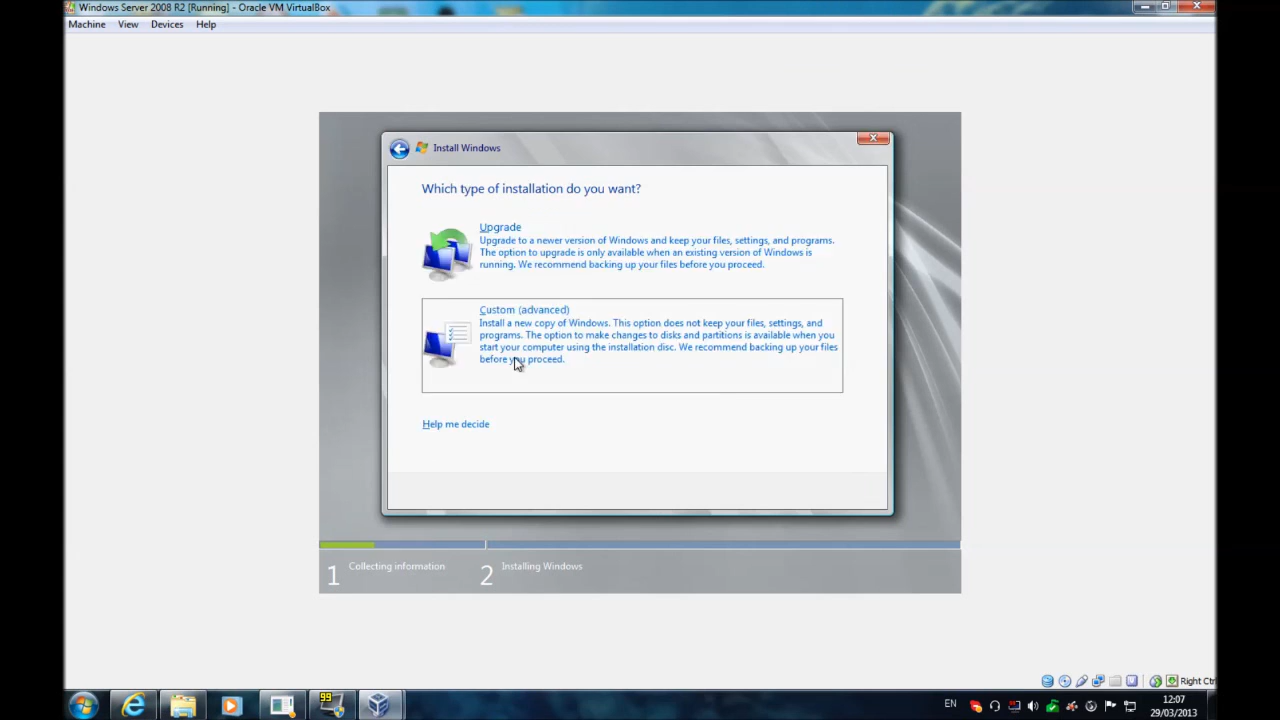 Windows Server 2008 R2 [Running] - Oracle VM VirtualBox
Machine View Devices Help
Install Windows
Which type of installation do you want?
Upgrade
Upgrade to a newer version of Windows and keep your files, settings, and programs.
The option to upgrade is only available when an existing version of Windows is
running. We recommend backing up your files before you proceed.
Custom (advanced)
Install a new copy of Windows. This option does not keep your files, settings, and
programs. The option to make changes to disks and partitions is available when you
start your computer using the installation disc. We recommend backing up your files
before you proceed.
Help me decide
1 Collecting information 2 Installing Windows
Right Ctrl
99
EN
12:07
29/03/2013